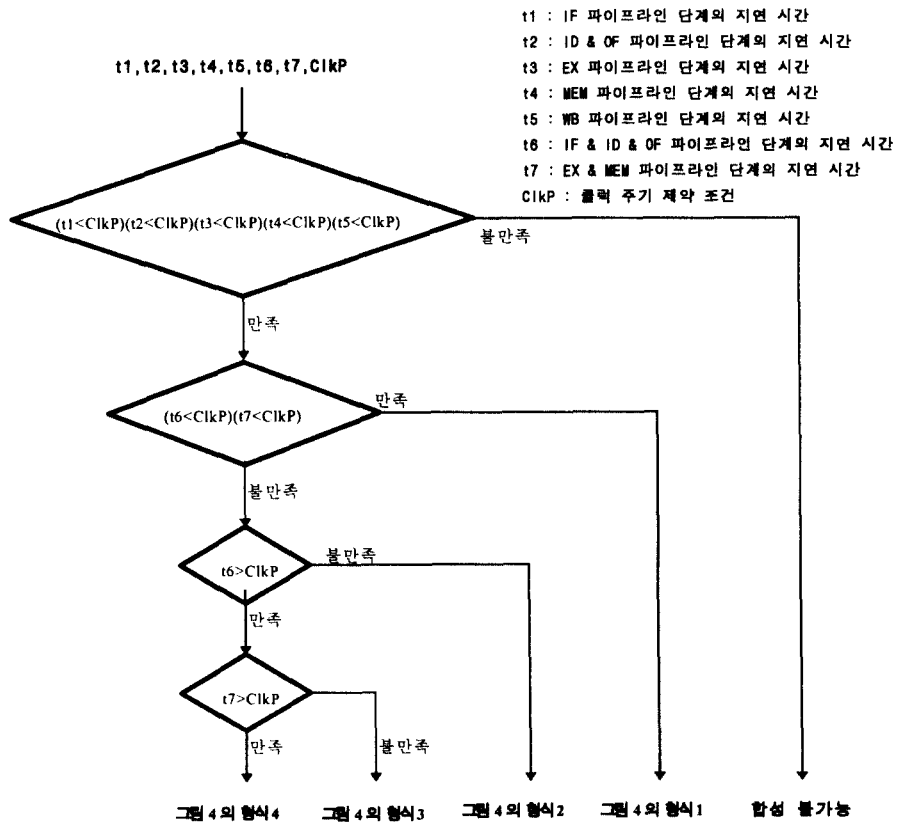 t1 : IF 파이프라인 단계의 지연 시간
t2 : ID & OF 파이프라인 단계의 지연 시간
t3 : EX 파이프라인 단계의 지연 시간
t4 : MEM 파이프라인 단계의 지연 시간
t5 : WB 파이프라인 단계의 지연 시간
t6 : IF & ID & OF 파이프라인 단계의 지연 시간
t7 : EX & MEM 파이프라인 단계의 지연 시간
ClkP : 클럭 주기 제약 조건
t1,t2,t3,t4,t5,t6,t7,ClkP
(t1<ClkP)(t2<ClkP)(t3<ClkP)(t4<ClkP)(t5<ClkP)
불만족
만족
(t6<ClkP)(t7<ClkP)
만족
불만족
t6>ClkP
불만족
만족
t7>ClkP
만족
불만족
그림 4의 형식4
그림 4의 형식3
그림 4의 형식2
그림 4의 형식1
합성 불가능